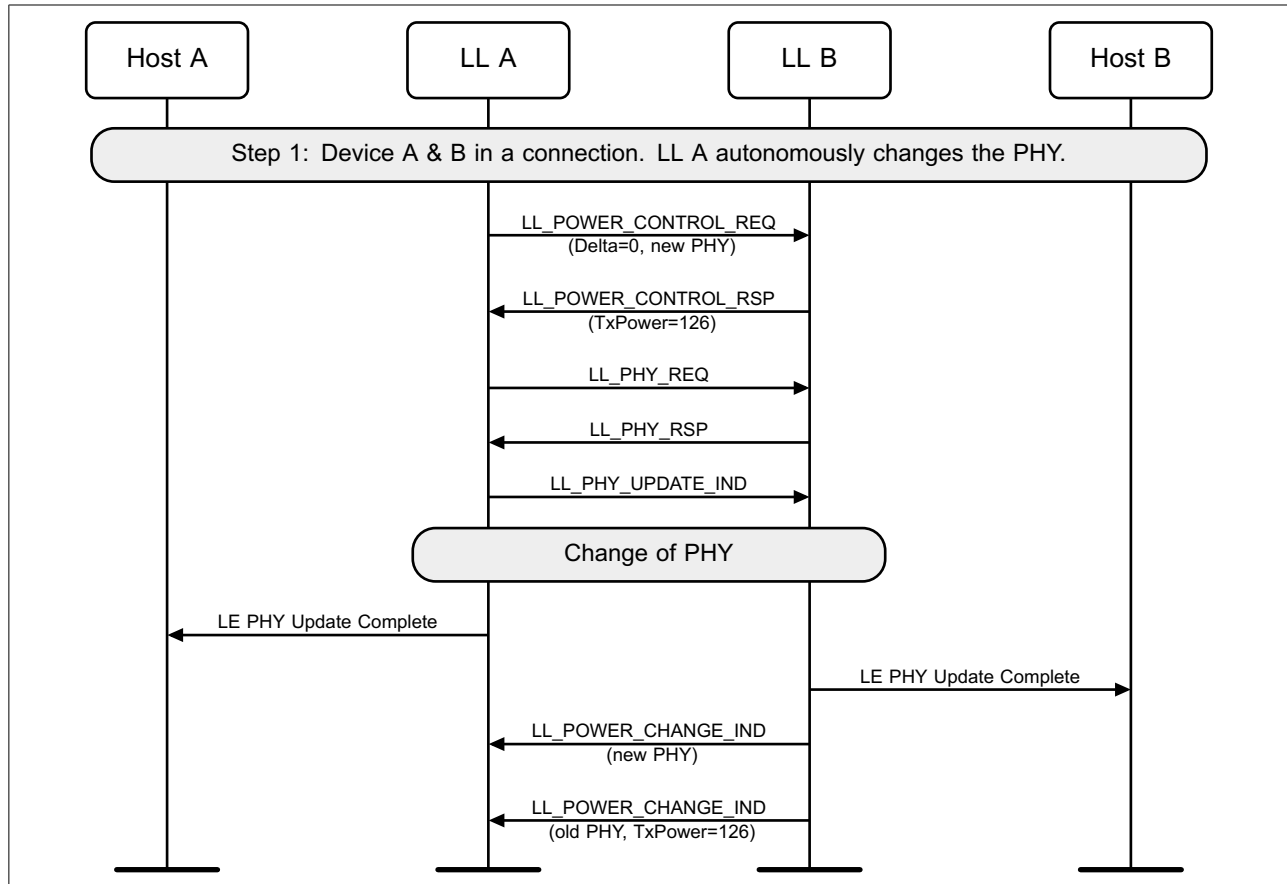 Host A
LL A
LL B
Host B
Step 1: Device A & B in a connection. LL A autonomously changes the PHY.
LL_POWER_CONTROL_REQ
(Delta=0, new PHY)
LL_POWER_CONTROL_RSP
(TxPower=126)
LL_PHY_REQ
LL_PHY_RSP
LL_PHY_UPDATE_IND
Change of PHY
LE PHY Update Complete
LE PHY Update Complete
LL_POWER_CHANGE_IND
(new PHY)
LL_POWER_CHANGE_IND
(old PHY, TxPower=126)